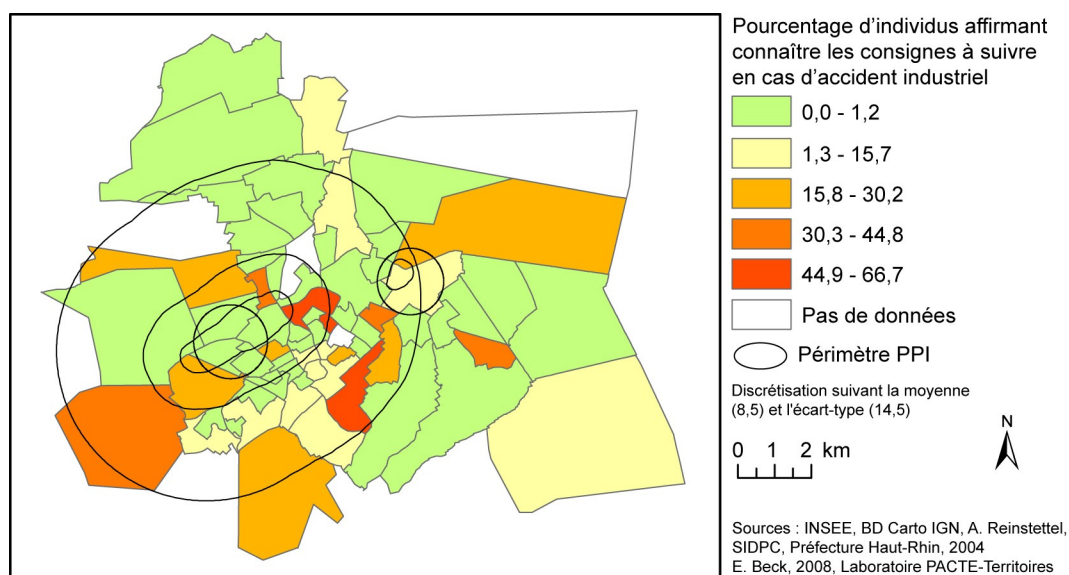 Pourcentage d'individus affirmant
connaître les consignes à suivre
en cas d'accident industriel
0,0 - 1,2
1,3 - 15,7
15,8 - 30,2
30,3 - 44,8
44,9 - 66,7
Pas de données
Périmètre PPI
Discrétisation suivant la moyenne
(8,5) et l'écart-type (14,5)
N
0 1 2 km
Sources : INSEE, BD Carto IGN, A. Reinstettel,
SIDPC, Préfecture Haut-Rhin, 2004
E. Beck, 2008, Laboratoire PACTE-Territoires